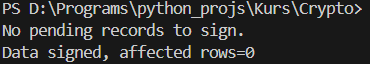 PS D:\Programs\python_projs\Kurs\Crypto>
No pending records to sign.
Data signed, affected rows=0